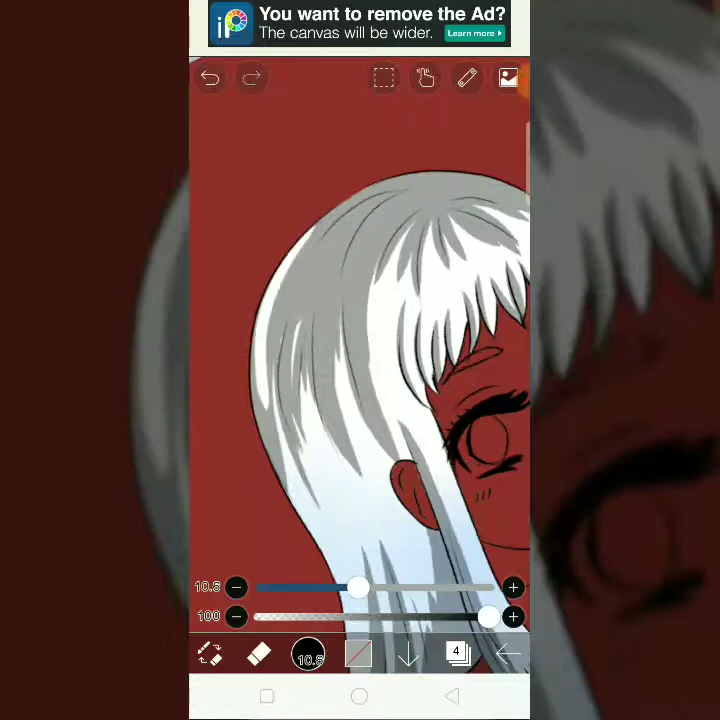 iP
You want to remove the Ad?
The canvas will be wider.
Learn more
10.6
100
10.6
4